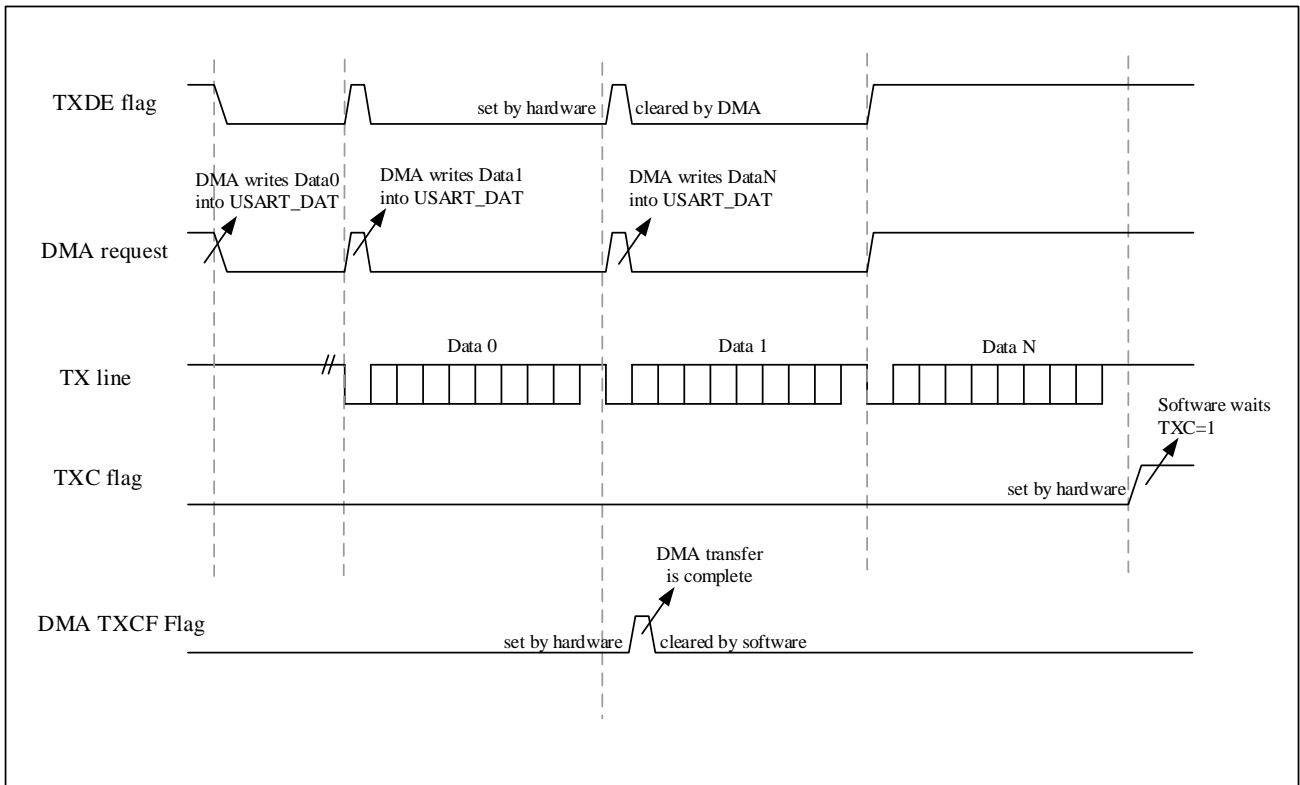 TXDE flag
set by hardware
cleared by DMA
DMA writes Data0
into USART_DAT
DMA writes Data1
into USART_DAT
DMA writes DataN
into USART_DAT
DMA request
Data 0
Data 1
Data N
TX line
Software waits
TXC=1
TXC flag
set by hardware
DMA transfer
is complete
DMA TXCF Flag
set by hardware
cleared by software